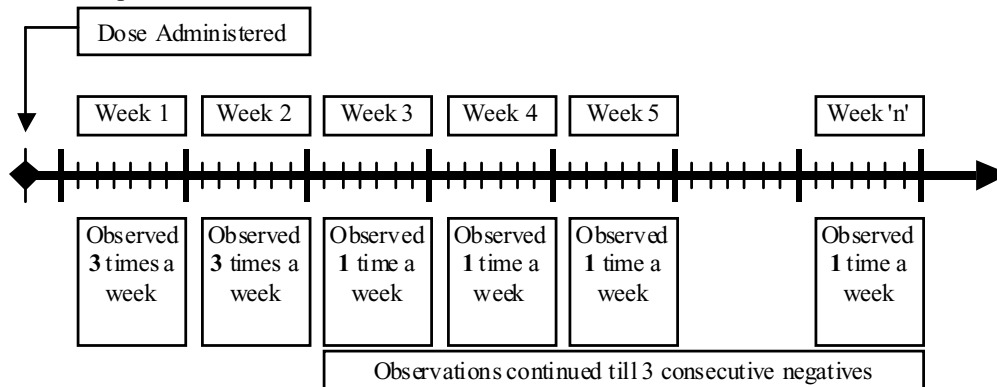 Dose Administered
Week 1
Week 2
Week 3
Week 4
Week 5
Week 'n'
Observed
3 times a
week
Observed
3 times a
week
Observed
1 time a
week
Observed
1 time a
week
Observed
1 time a
week
Observed
1 time a
week
Observations continued till 3 consecutive negatives